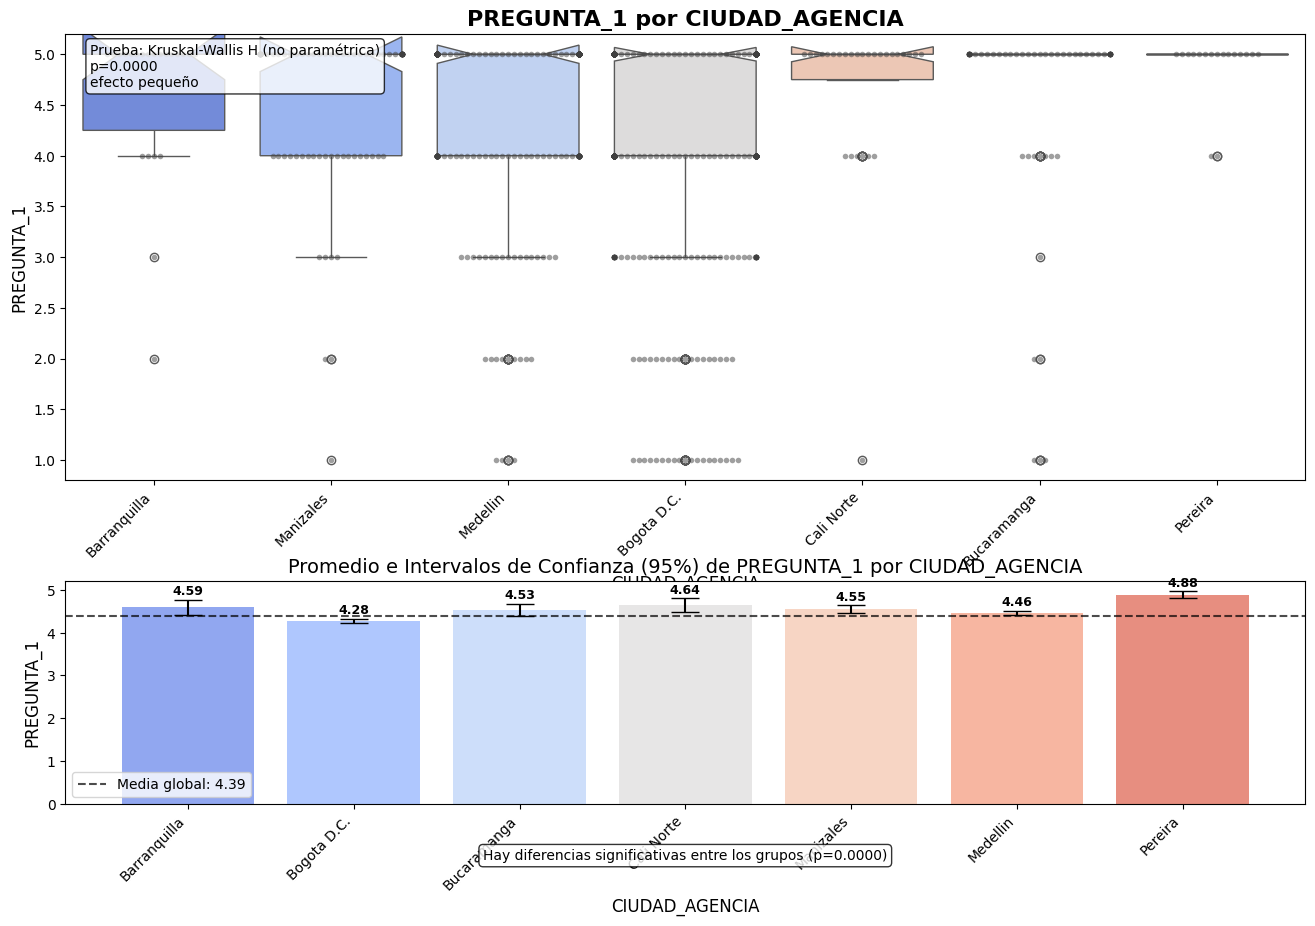 PREGUNTA_1 por CIUDAD_AGENCIA
Prueba: Kruskal-Wallis H (no paramétrica)
p=0.0000
efecto pequeño
PREGUNTA_1
5.0
4.5
4.0
3.5
3.0
2.5
2.0
1.5
1.0
Barranquilla
Manizales
Medellin
Bogota D.C.
Cali Norte
Bucaramanga
Pereira
CIUDAD_AGENCIA
Promedio e Intervalos de Confianza (95%) de PREGUNTA_1 por CIUDAD_AGENCIA
PREGUNTA_1
5
4
3
2
1
0
4.59
4.28
4.53
4.64
4.55
4.46
4.88
Media global: 4.39
Barranquilla
Bogota D.C.
Bucaramanga
Cali Norte
Manizales
Medellin
Pereira
Hay diferencias significativas entre los grupos (p=0.0000)
CIUDAD_AGENCIA